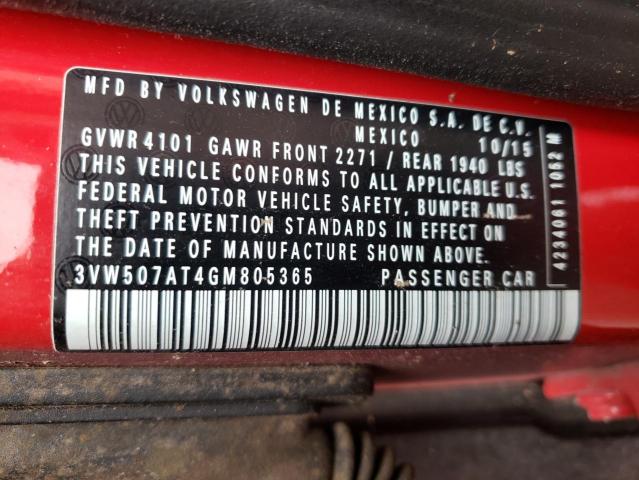 MFD BY VOLKSWAGEN DE MEXICO S.A. DE C.V.
MEXICO 10/15
GVWR 4101 GAWR FRONT 2271 / REAR 1940 LBS
THIS VEHICLE CONFORMS TO ALL APPLICABLE U.S.
FEDERAL MOTOR VEHICLE SAFETY, BUMPER AND
THEFT PREVENTION STANDARDS IN EFFECT ON
THE DATE OF MANUFACTURE SHOWN ABOVE.
3VW507AT4GM805365 PASSENGER CAR
4234061 1062 M